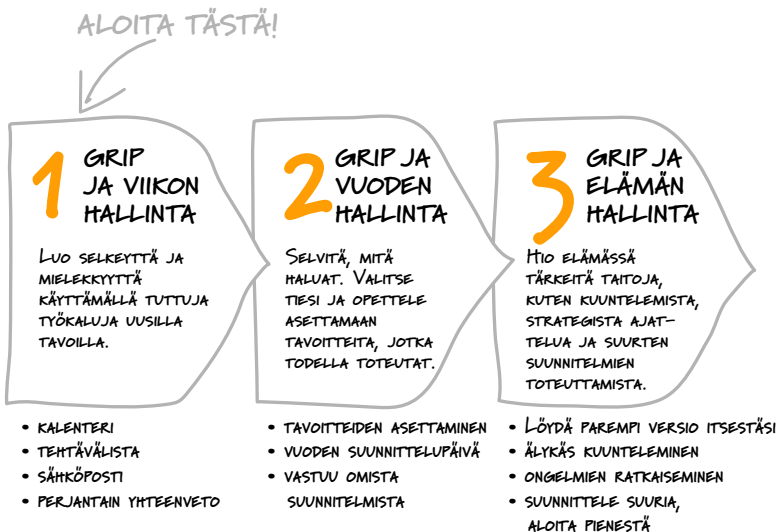 ALOITA TÄSTÄ!
1
GRIP
JA VIIKON
HALLINTA
LUO SELKEYTTÄ JA
MIELEKKYYTTÄ
KÄYTTÄMÄLLÄ TUTTUJA
TYÖKALUJA UUSILLA
TAVOILLA.
• KALENTERI
• TEHTÄVÄLISTA
• SÄHKÖPOSTI
• PERJANTAIN YHTEENVETO
2
GRIP JA
VUODEN
HALLINTA
SELVITÄ, MITÄ
HALUAT. VALITSE
TIESI JA OPETTELE
ASETTAMAAN
TAVOITTEITA, JOTKA
TODELLA TOTEUTAT.
• TAVOITTEIDEN ASETTAMINEN
• VUODEN SUUNNITTELUPÄIVÄ
• VASTUU OMISTA
SUUNNITELMISTA
3
GRIP JA
ELÄMÄN
HALLINTA
HIO ELÄMÄSSÄ
TÄRKEITÄ TAITOJA,
KUTEN KUUNTELEMISTA,
STRATEGISTA AJAT-
TELUA JA SUURTEN
SUUNNITELMIEN
TOTEUTTAMISTA.
• LÖYDÄ PAREMPI VERSIO ITSESTÄSI
• ÄLYKÄS KUUNTELEMINEN
• ONGELMIEN RATKAISEMINEN
• SUUNNITTELE SUURIA,
ALOITA PIENESTÄ